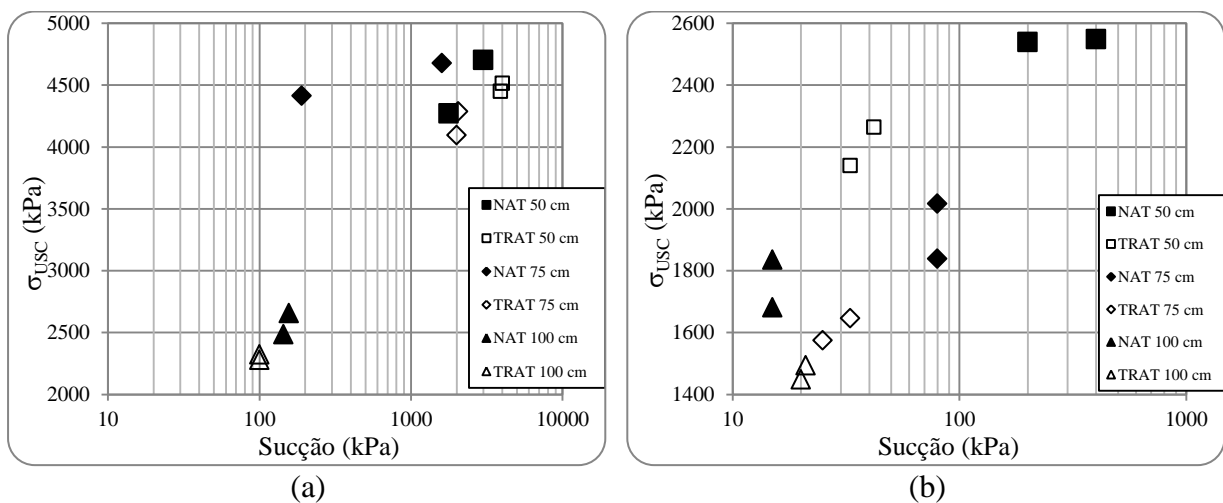 5000
4500
4000
3500
3000
2500
2000
σUSC (kPa)
10
100
1000
10000
Sucção (kPa)
NAT 50 cm
TRAT 50 cm
NAT 75 cm
TRAT 75 cm
NAT 100 cm
TRAT 100 cm
(a)
2600
2400
2200
2000
1800
1600
1400
σUSC (kPa)
10
100
1000
Sucção (kPa)
NAT 50 cm
TRAT 50 cm
NAT 75 cm
TRAT 75 cm
NAT 100 cm
TRAT 100 cm
(b)